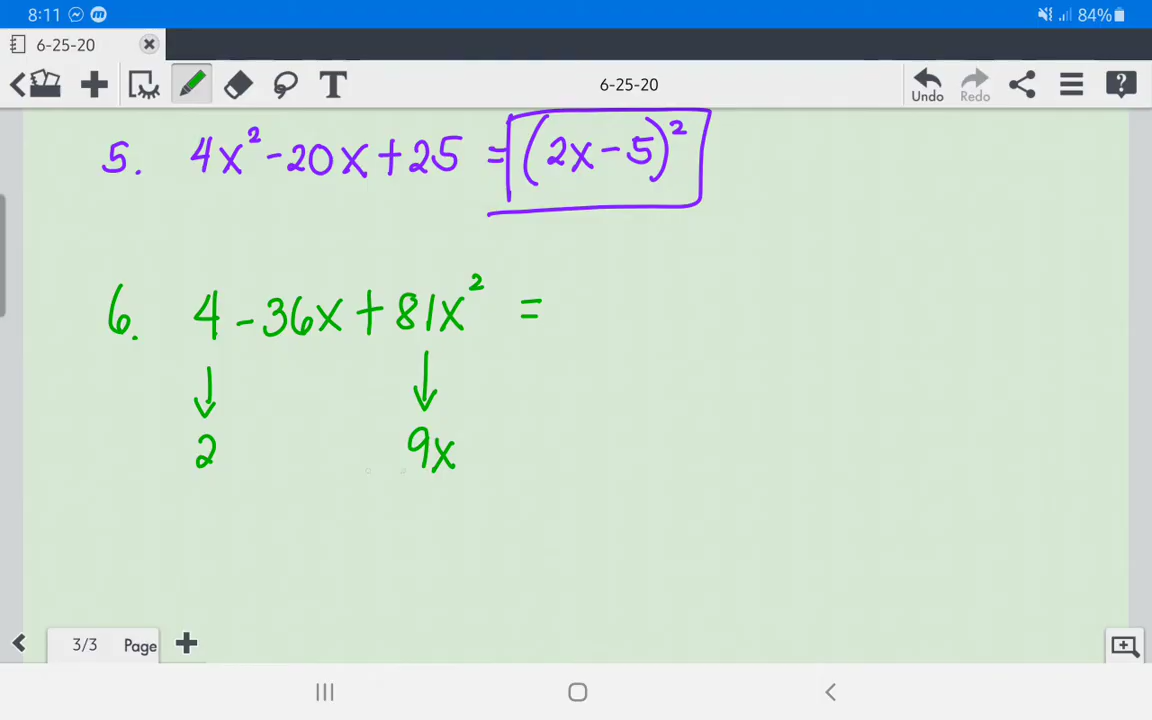 8:11 84%
6-25-20
6-25-20 Undo Redo
5. 4x² - 20x + 25 = (2x - 5)²
6. 4 - 36x + 81x² =
2 9x
3/3 Page